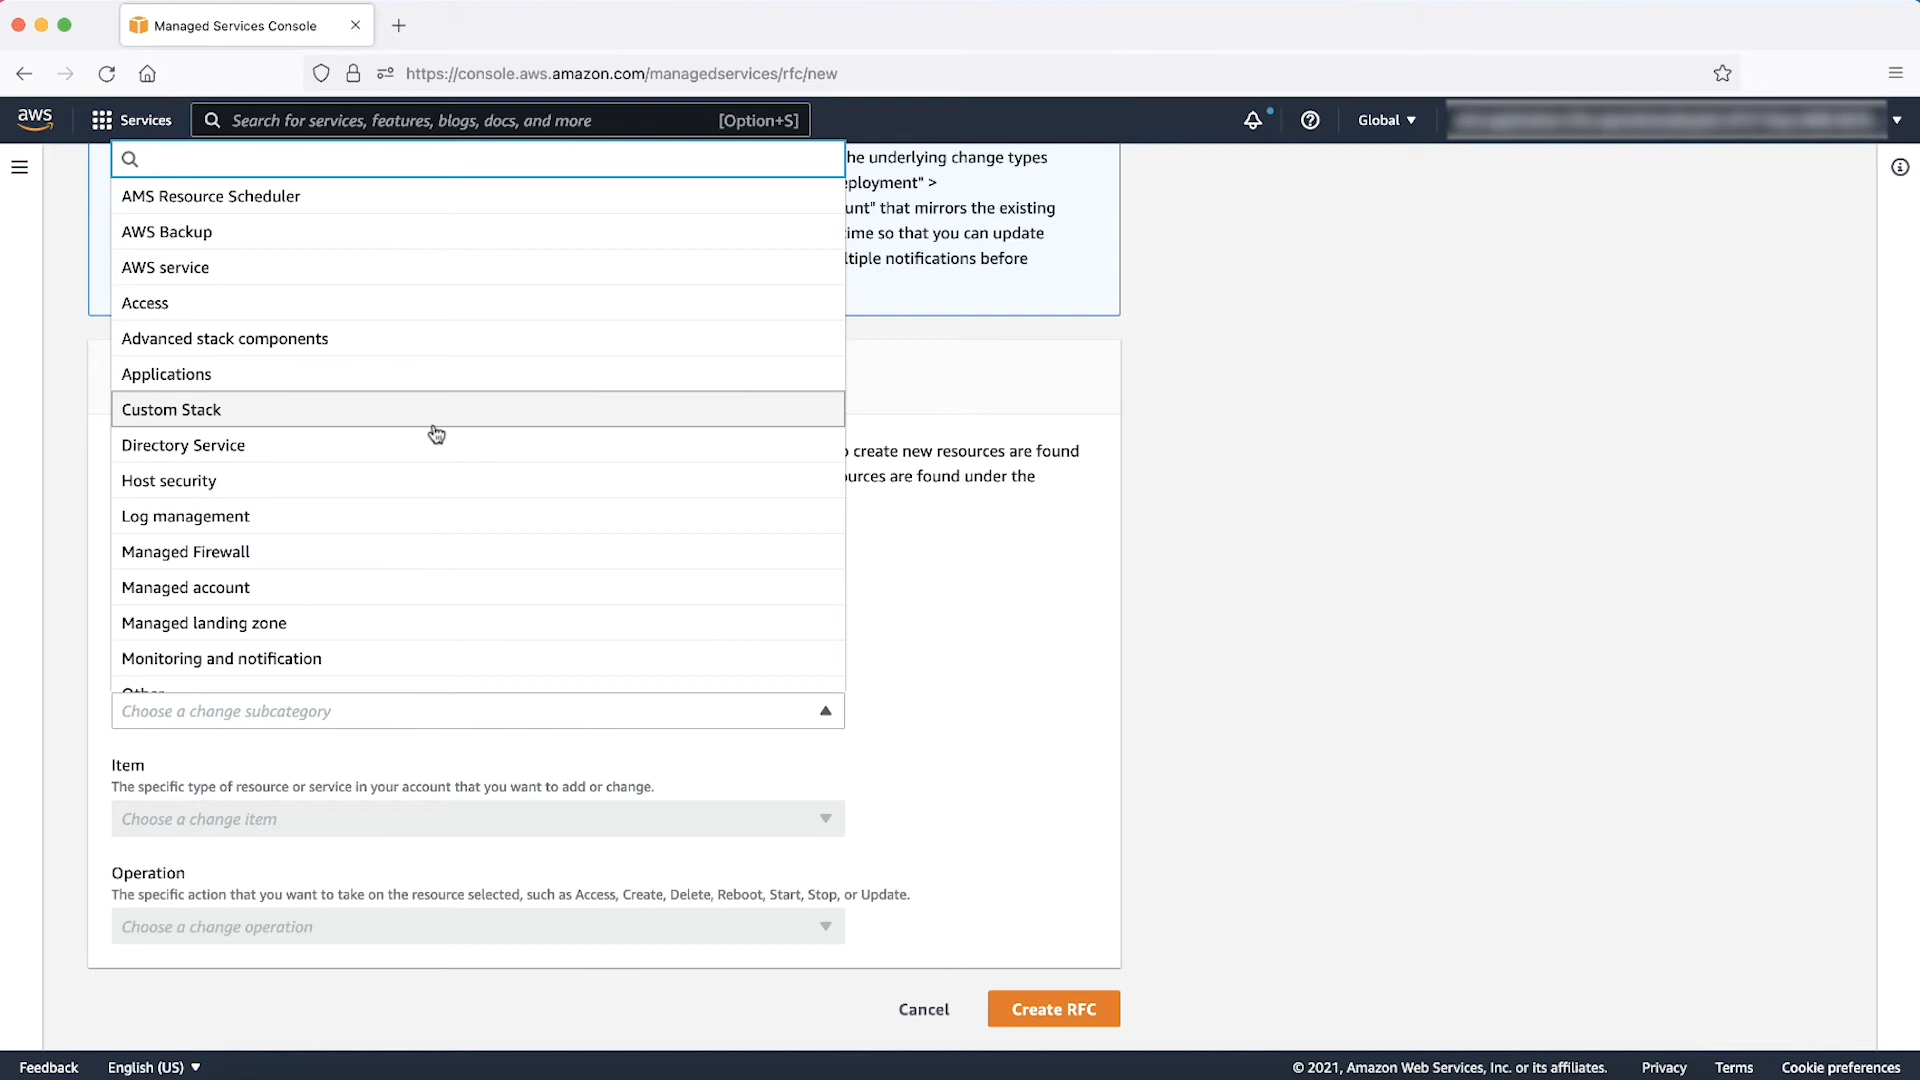 Managed Services Console
https://console.aws.amazon.com/managedservices/rfc/new
aws
Services
Search for services, features, blogs, docs, and more
[Option+S]
Global
he underlying change types
AMS Resource Scheduler
ployment" >
unt" that mirrors the existing
AWS Backup
ime so that you can update
AWS service
ltiple notifications before
Access
Advanced stack components
Applications
Custom Stack
Directory Service
create new resources are found
Host security
urces are found under the
Log management
Managed Firewall
Managed account
Managed landing zone
Monitoring and notification
Other
Choose a change subcategory
Item
The specific type of resource or service in your account that you want to add or change.
Choose a change item
Operation
The specific action that you want to take on the resource selected, such as Access, Create, Delete, Reboot, Start, Stop, or Update.
Choose a change operation
Cancel
Create RFC
Feedback
English (US)
© 2021, Amazon Web Services, Inc. or its affiliates.
Privacy
Terms
Cookie preferences